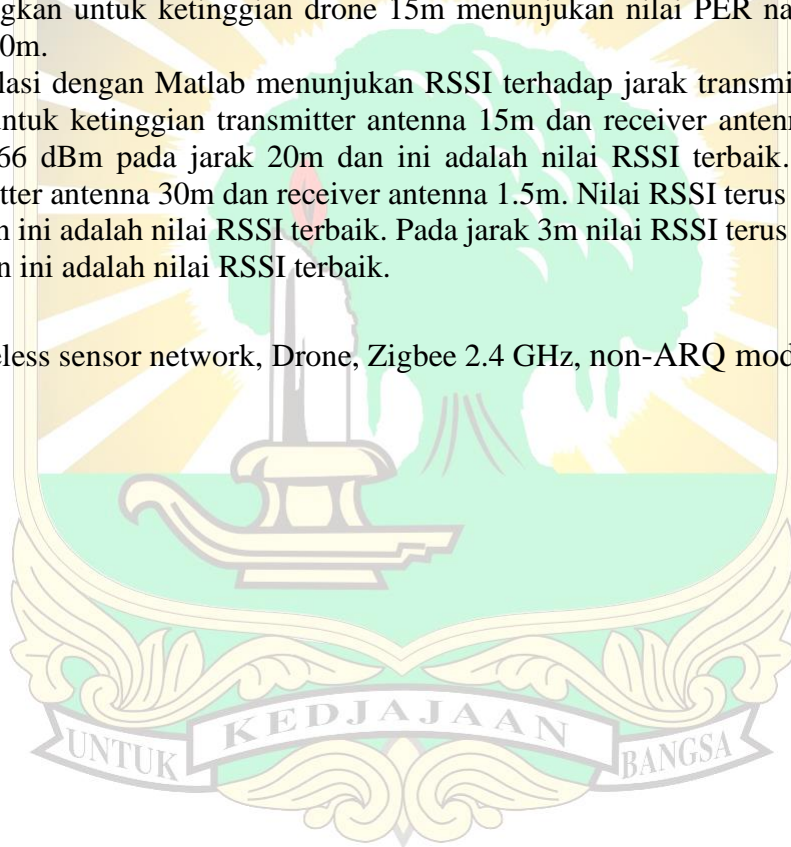 gkan untuk ketinggian drone 15m menunjukan nilai PER na
0m.
lasi dengan Matlab menunjukan RSSI terhadap jarak transmi
untuk ketinggian transmitter antenna 15m dan receiver antenn
66 dBm pada jarak 20m dan ini adalah nilai RSSI terbaik.
tter antenna 30m dan receiver antenna 1.5m. Nilai RSSI terus
n ini adalah nilai RSSI terbaik. Pada jarak 3m nilai RSSI terus
n ini adalah nilai RSSI terbaik.
eless sensor network, Drone, Zigbee 2.4 GHz, non-ARQ mod
UNTUK KEDJAJAAN BANGSA